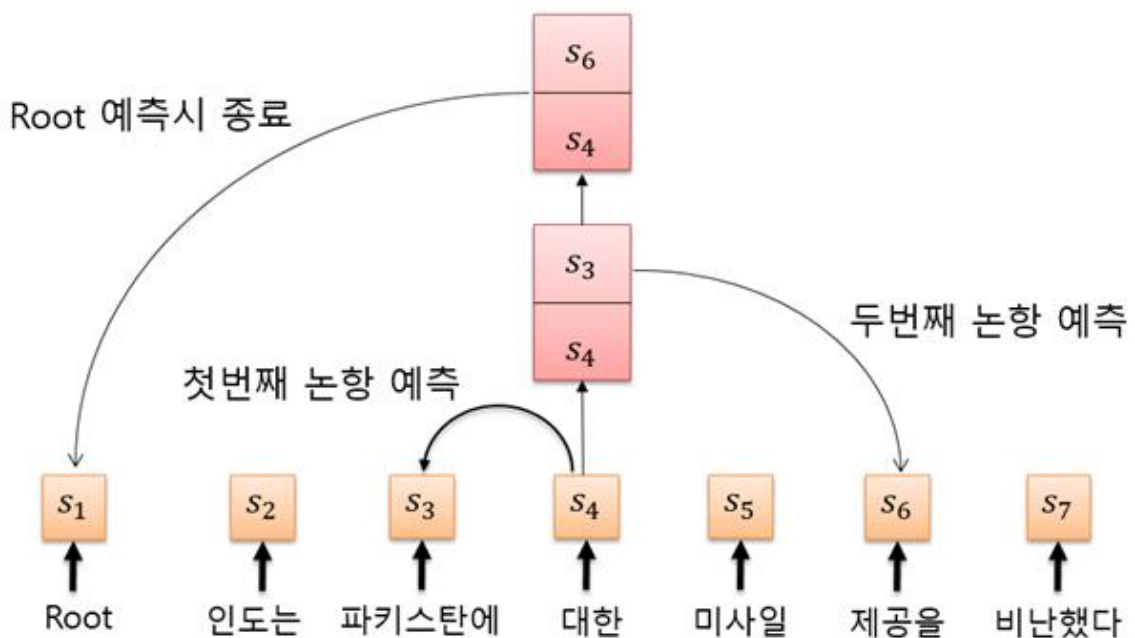 s₆
Root 예측시 종료
s₄
s₃
두번째 논항 예측
s₄
첫번째 논항 예측
s₁ s₂ s₃ s₄ s₅ s₆ s₇
Root 인도는 파키스탄에 대한 미사일 제공을 비난했다